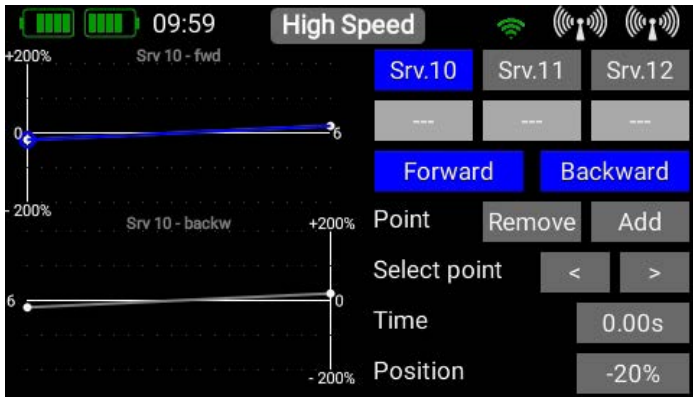 09:59 High Speed
+200% Srv 10 - fwd
0 6
- 200%
Srv 10 - backw +200%
6 0
- 200%
Srv.10 Srv.11 Srv.12
--- --- ---
Forward Backward
Point Remove Add
Select point < >
Time 0.00s
Position -20%